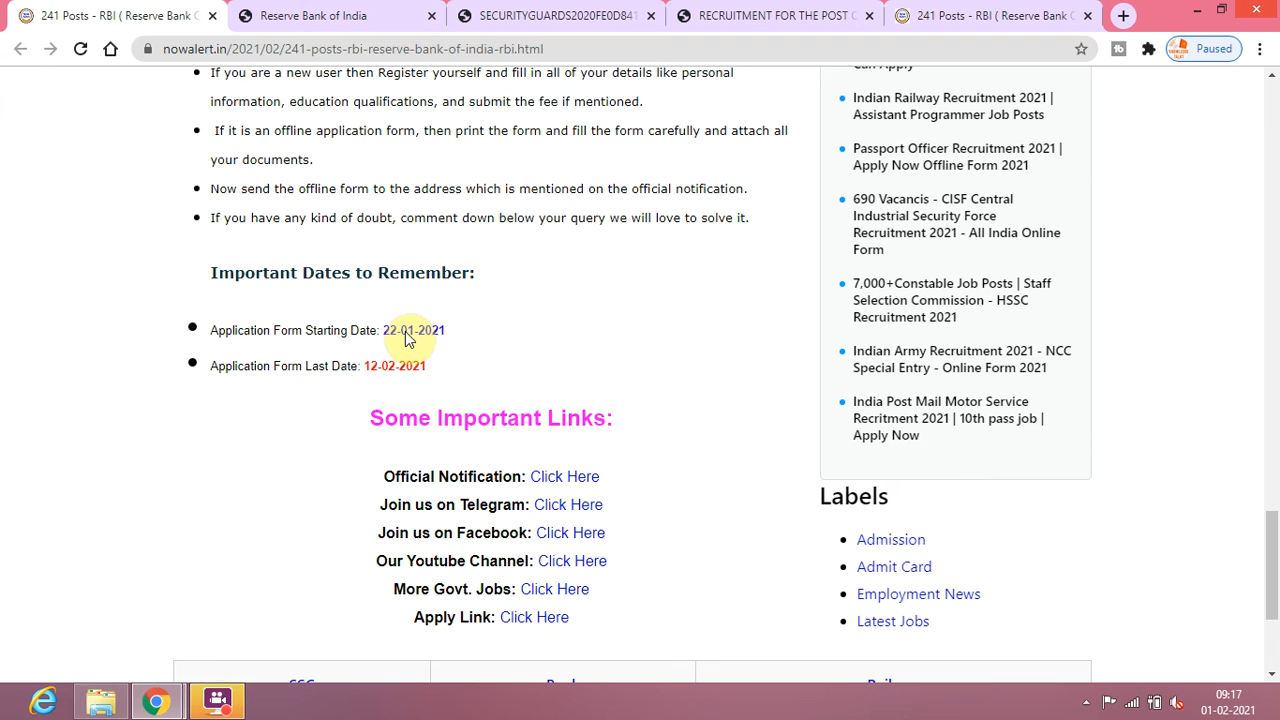 241 Posts - RBI ( Reserve Bank C
Reserve Bank of India
SECURITYGUARDS2020FE0D841
RECRUITMENT FOR THE POST C
241 Posts - RBI ( Reserve Bank C
nowalert.in/2021/02/241-posts-rbi-reserve-bank-of-india-rbi.html
Paused
If you are a new user then Register yourself and fill in all of your details like personal
information, education qualifications, and submit the fee if mentioned.
If it is an offline application form, then print the form and fill the form carefully and attach all
your documents.
Now send the offline form to the address which is mentioned on the official notification.
If you have any kind of doubt, comment down below your query we will love to solve it.
Important Dates to Remember:
Application Form Starting Date: 22-01-2021
Application Form Last Date: 12-02-2021
Some Important Links:
Official Notification: Click Here
Join us on Telegram: Click Here
Join us on Facebook: Click Here
Our Youtube Channel: Click Here
More Govt. Jobs: Click Here
Apply Link: Click Here
Can Apply
Indian Railway Recruitment 2021 |
Assistant Programmer Job Posts
Passport Officer Recruitment 2021 |
Apply Now Offline Form 2021
690 Vacancis - CISF Central
Industrial Security Force
Recruitment 2021 - All India Online
Form
7,000+Constable Job Posts | Staff
Selection Commission - HSSC
Recruitment 2021
Indian Army Recruitment 2021 - NCC
Special Entry - Online Form 2021
India Post Mail Motor Service
Recritment 2021 | 10th pass job |
Apply Now
Labels
Admission
Admit Card
Employment News
Latest Jobs
09:17
01-02-2021